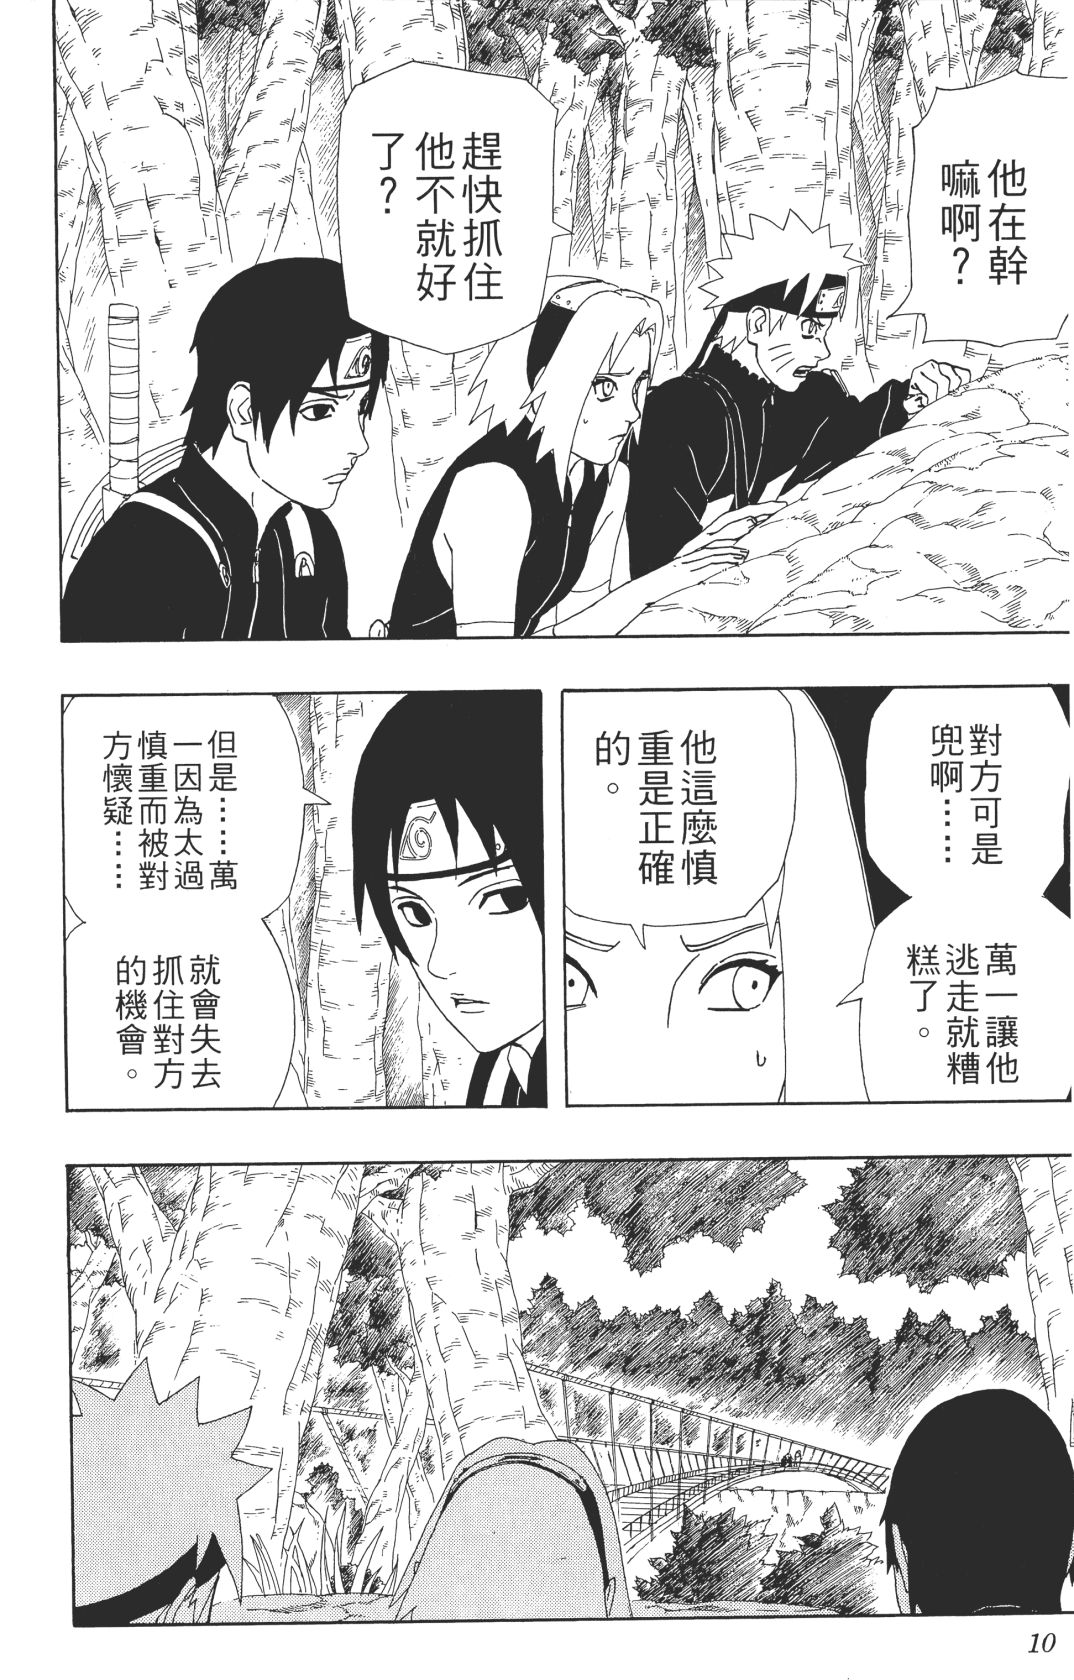 他在幹
嘛啊？
趕快抓住
他不就好
了？
對方可是
兜啊⋯⋯
萬一讓他
逃走就糟
糕了。
他這麼慎
重是正確
的。
但是⋯⋯萬
一因為太過
慎重而被對
方懷疑⋯⋯
就會失去
抓住對方
的機會。
10